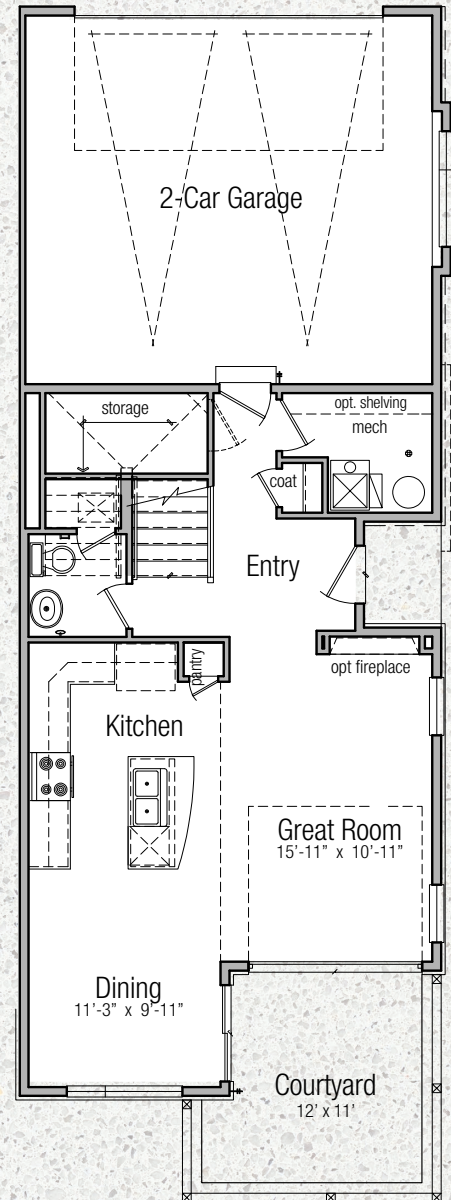 2-Car Garage
storage
opt. shelving
mech
coat
Entry
pantry
opt fireplace
Kitchen
Great Room
15'-11" x 10'-11"
Dining
11'-3" x 9'-11"
Courtyard
12' x 11'